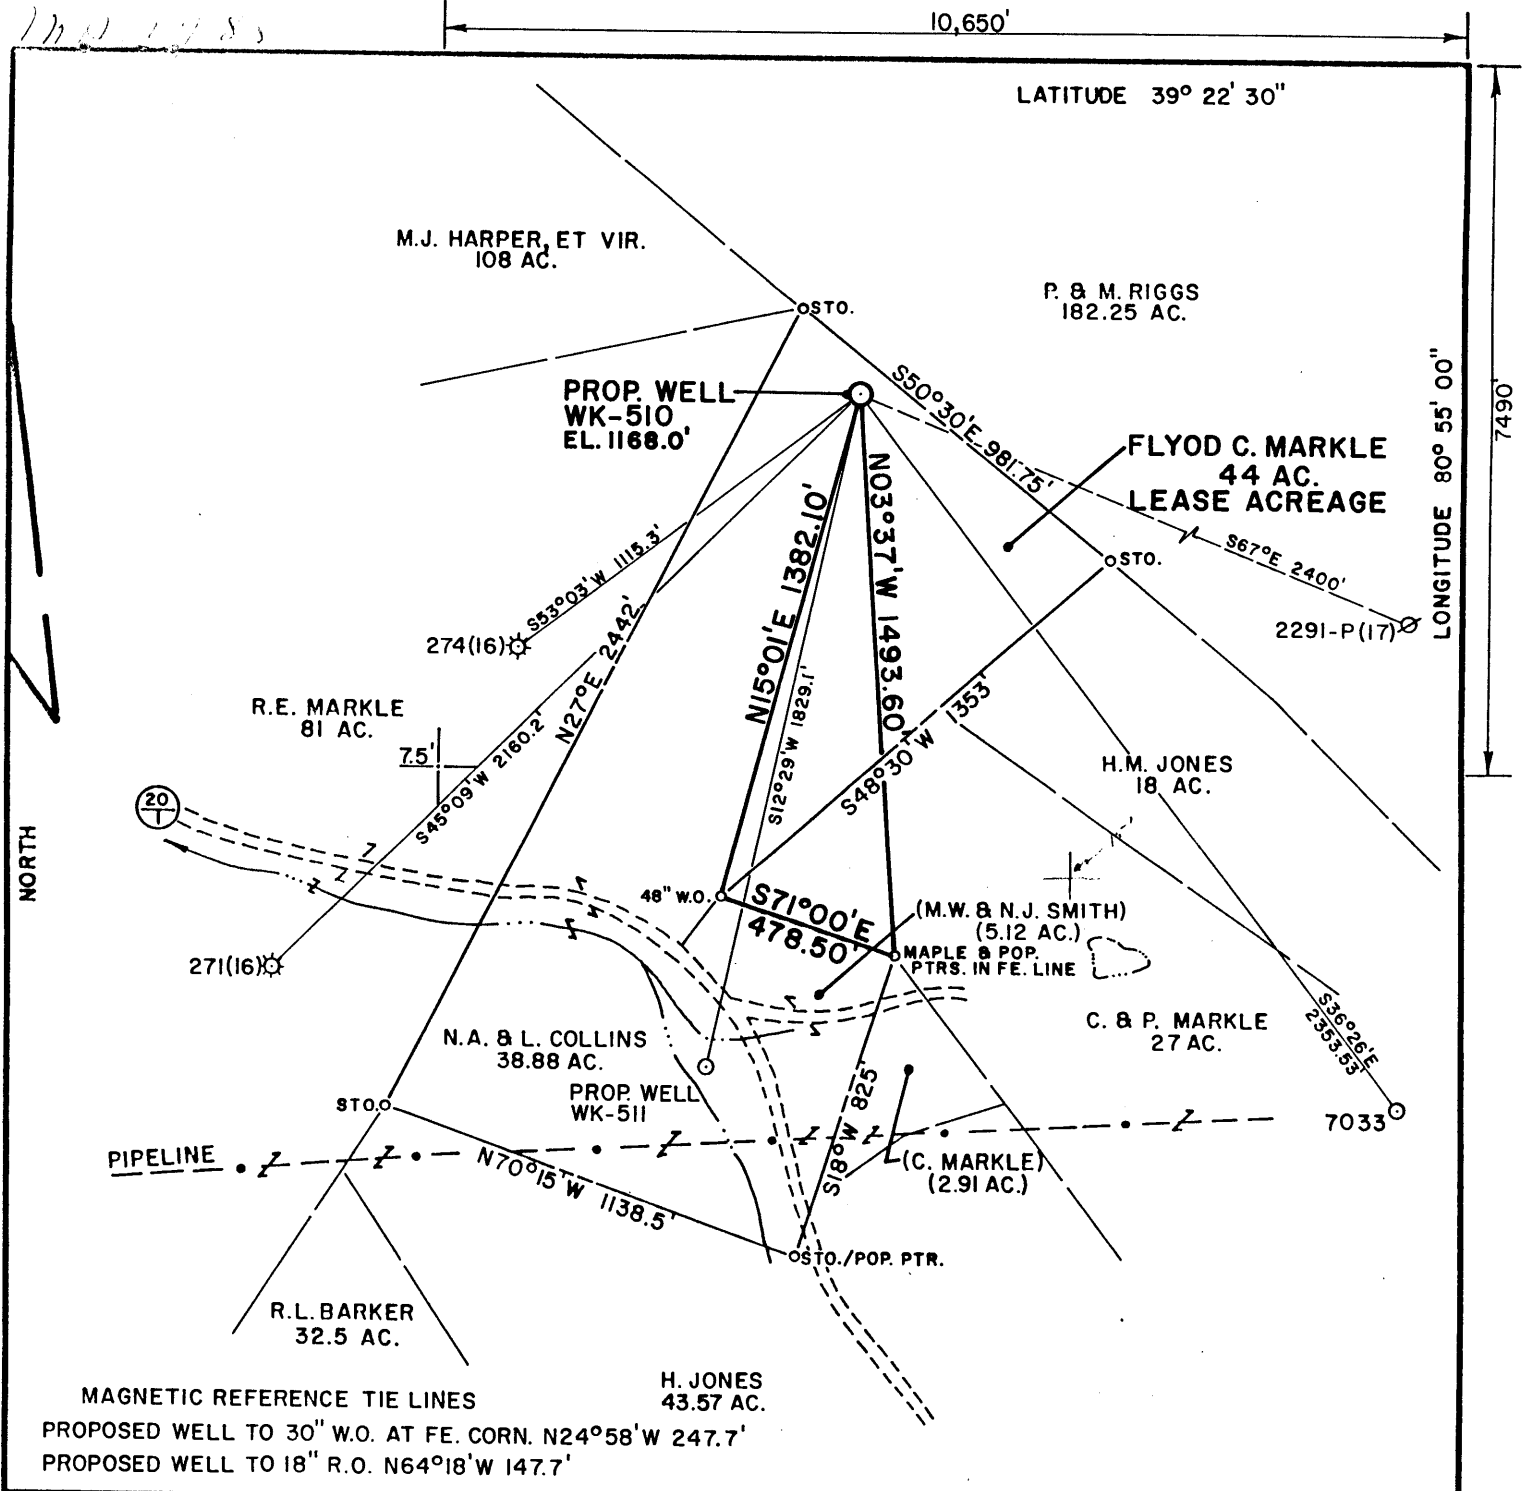 10,650'
LATITUDE 39° 22' 30"
7490'
LONGITUDE 80° 55' 00"
M.J. HARPER, ET VIR.
108 AC.
P. & M. RIGGS
182.25 AC.
STO.
PROP. WELL
WK-510
EL. 1168.0'
S50°30'E 981.75'
FLYOD C. MARKLE
44 AC.
LEASE ACREAGE
N15°01'E 1382.10'
N03°37'W 1493.60'
S53°03'W 1115.3'
STO.
S67°E 2400'
2291-P(17)
274(16)
N27°E 2442'
S12°29'W 1829.1'
S48°30'W 1353'
R.E. MARKLE
81 AC.
7.5'
S45°09'W 2160.2'
H.M. JONES
18 AC.
20
1
NORTH
48" W.O.
S71°00'E
478.50'
(M.W. & N.J. SMITH)
(5.12 AC.)
MAPLE & POP.
PTRS. IN FE. LINE
271(16)
N.A. & L. COLLINS
38.88 AC.
C. & P. MARKLE
27 AC.
S36°26'E
2353.53'
PROP. WELL
WK-511
STO.
S18°W 825'
7033
PIPELINE
N70°15'W 1138.5'
(C. MARKLE)
(2.91 AC.)
STO./POP. PTR.
R.L. BARKER
32.5 AC.
H. JONES
43.57 AC.
MAGNETIC REFERENCE TIE LINES
PROPOSED WELL TO 30" W.O. AT FE. CORN. N24°58'W 247.7'
PROPOSED WELL TO 18" R.O. N64°18'W 147.7'